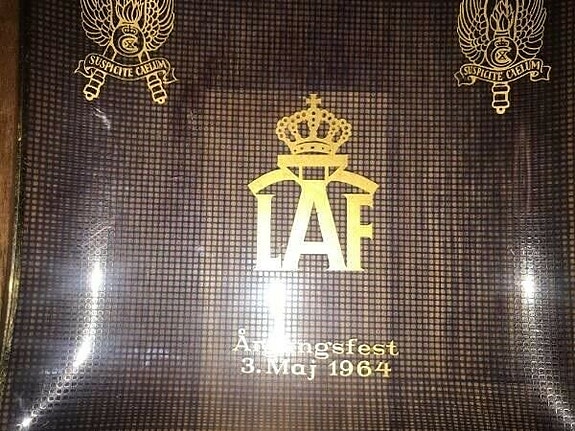 SUSPICITE CAELUM
SUSPICITE CAELUM
LAF
3. Maj 1964